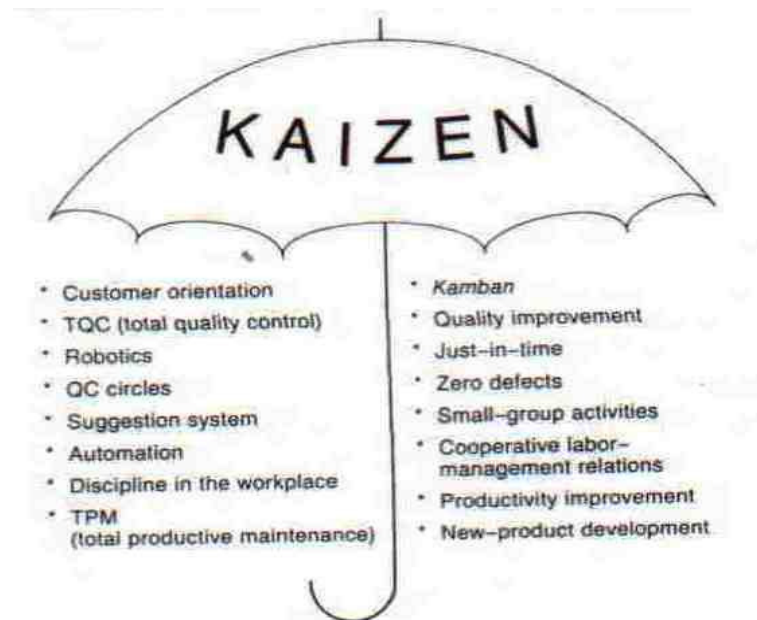 KAIZEN
* Customer orientation
* TQC (total quality control)
* Robotics
* QC circles
* Suggestion system
* Automation
* Discipline in the workplace
* TPM
(total productive maintenance)
* Kamban
* Quality improvement
* Just-in-time
* Zero defects
* Small-group activities
* Cooperative labor-
management relations
* Productivity improvement
* New-product development